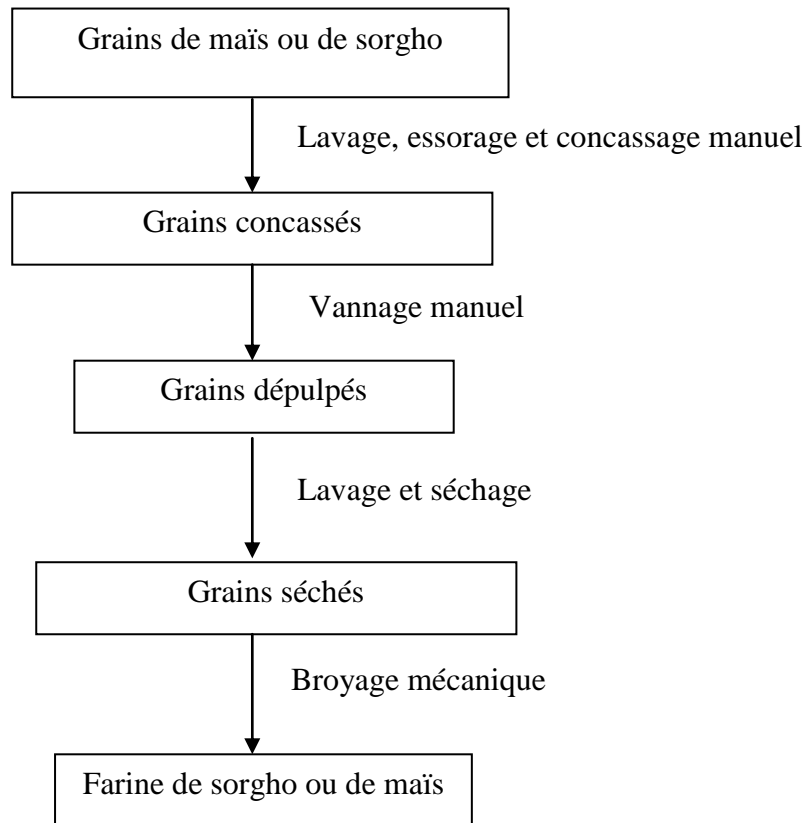 Grains de maïs ou de sorgho
Lavage, essorage et concassage manuel
Grains concassés
Vannage manuel
Grains dépulpés
Lavage et séchage
Grains séchés
Broyage mécanique
Farine de sorgho ou de maïs